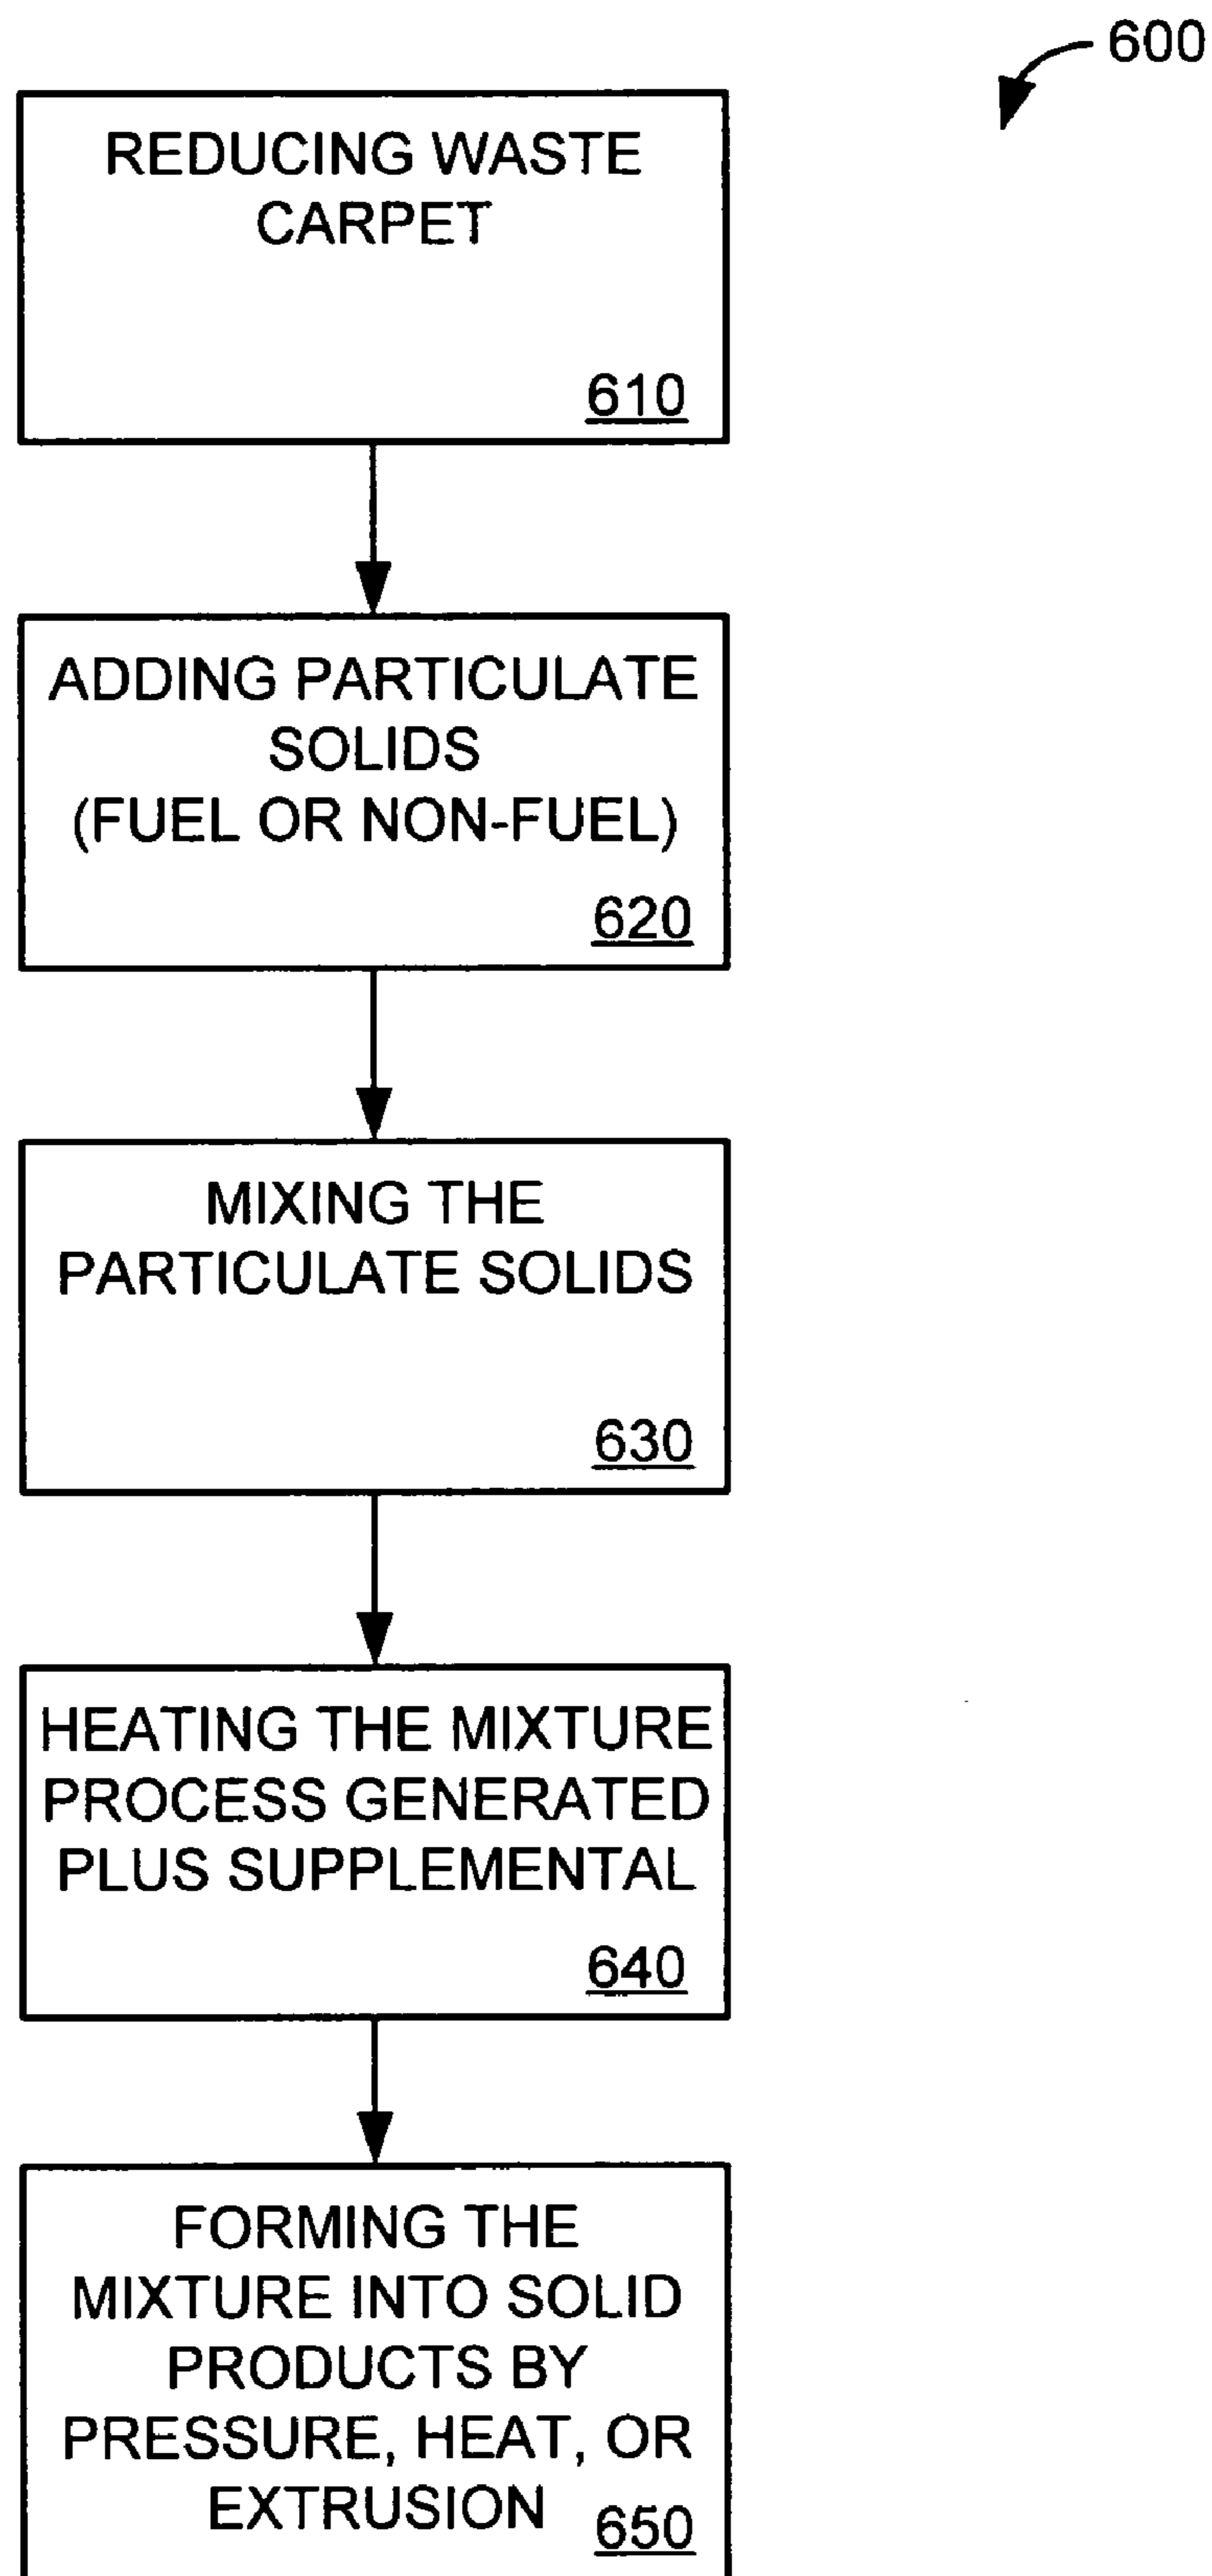 600
REDUCING WASTE
CARPET
610
ADDING PARTICULATE
SOLIDS
(FUEL OR NON-FUEL)
620
MIXING THE
PARTICULATE SOLIDS
630
HEATING THE MIXTURE
PROCESS GENERATED
PLUS SUPPLEMENTAL
640
FORMING THE
MIXTURE INTO SOLID
PRODUCTS BY
PRESSURE, HEAT, OR
EXTRUSION
650